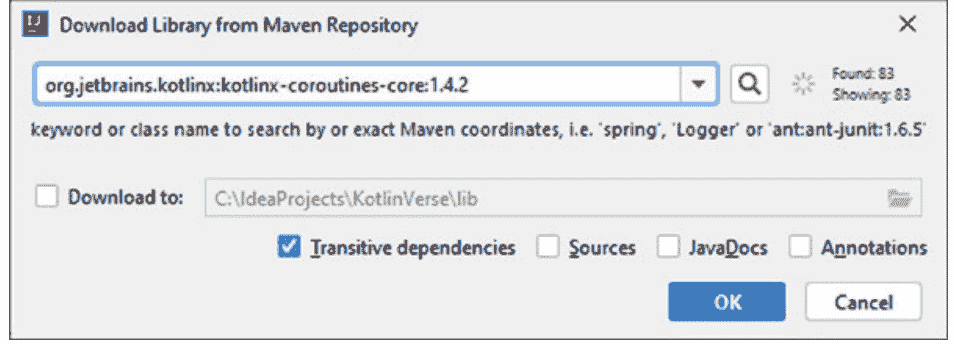 Download Library from Maven Repository
org.jetbrains.kotlinx:kotlinx-coroutines-core:1.4.2
Found: 83
Showing: 83
keyword or class name to search by or exact Maven coordinates, i.e. 'spring', 'Logger' or 'ant:ant-junit:1.6.5'
Download to:
C:\IdeaProjects\KotlinVerse\lib
Transitive dependencies
Sources
JavaDocs
Annotations
OK
Cancel